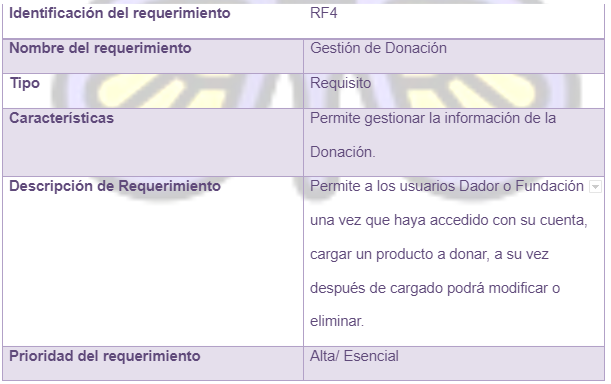 Identificación del requerimiento RF4
Nombre del requerimiento Gestión de Donación
Tipo Requisito
Características Permite gestionar la información de la
Donación.
Descripción de Requerimiento Permite a los usuarios Dador o Fundación
una vez que haya accedido con su cuenta,
cargar un producto a donar, a su vez
después de cargado podrá modificar o
eliminar.
Prioridad del requerimiento Alta/ Esencial